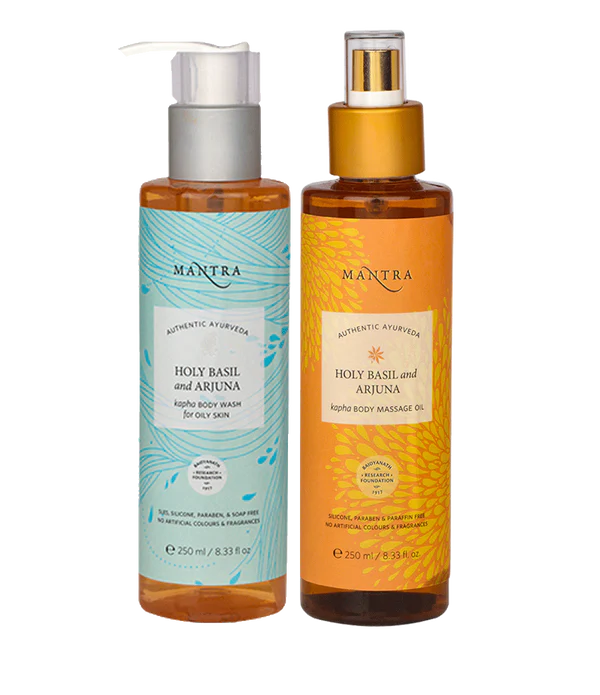 MANTRA
AUTHENTIC AYURVEDA
HOLY BASIL
and ARJUNA
kapha BODY WASH
for OILY SKIN
BAIDYANATH
RESEARCH
FOUNDATION
1917
SLES, SILICONE, PARABEN, & SOAP FREE
NO ARTIFICIAL COLOURS & FRAGRANCES
e 250 ml / 8.33 fl oz
MANTRA
AUTHENTIC AYURVEDA
HOLY BASIL and
ARJUNA
kapha BODY MASSAGE OIL
BAIDYANATH
RESEARCH
FOUNDATION
1917
SILICONE, PARABEN & PARAFFIN FREE
NO ARTIFICIAL COLOURS & FRAGRANCES
e 250 ml / 8.33 fl. oz.